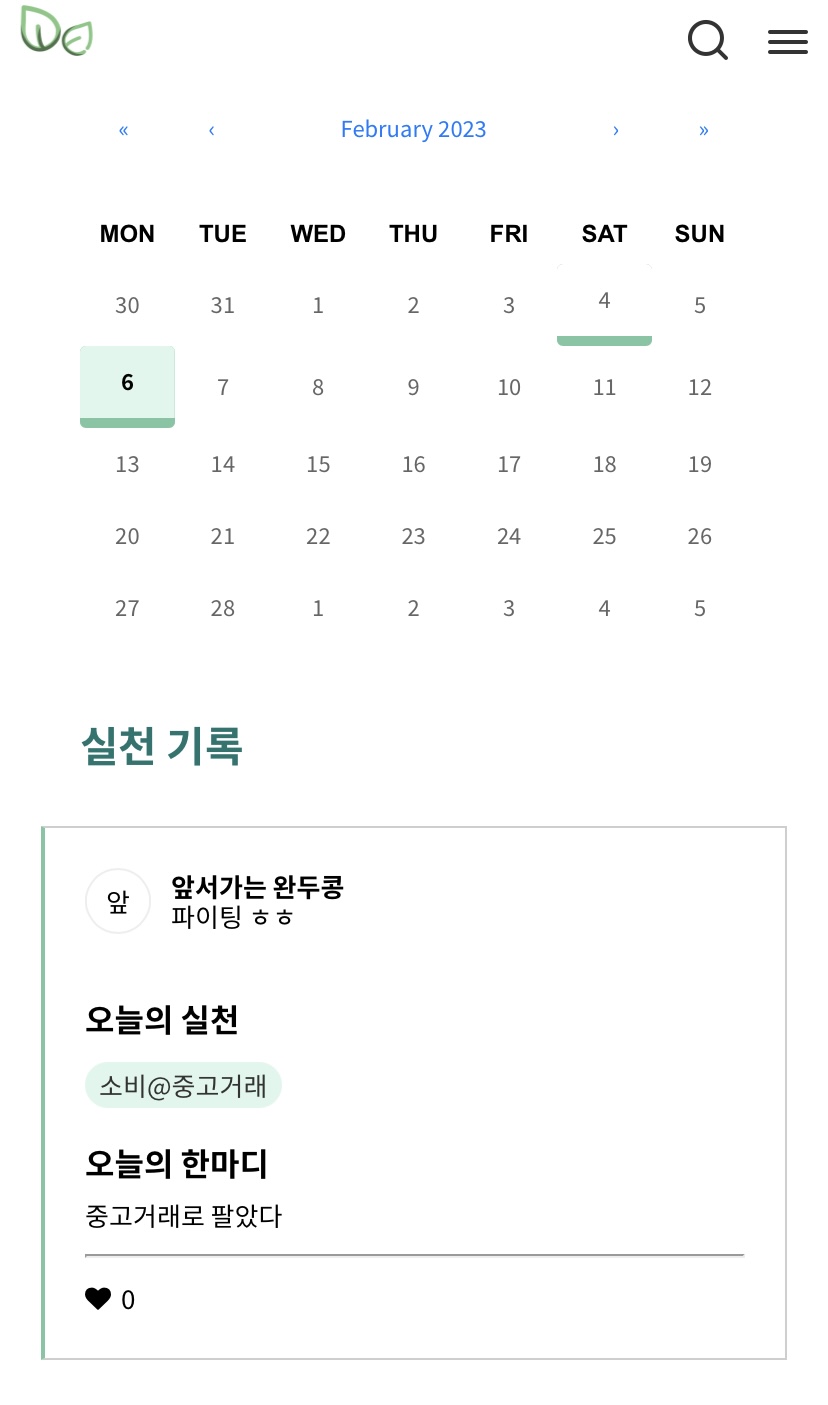 « ‹ February 2023 › »
MON TUE WED THU FRI SAT SUN
30 31 1 2 3 4 5
6 7 8 9 10 11 12
13 14 15 16 17 18 19
20 21 22 23 24 25 26
27 28 1 2 3 4 5
실천 기록
앞
앞서가는 완두콩
파이팅 ㅎㅎ
오늘의 실천
소비@중고거래
오늘의 한마디
중고거래로 팔았다
0